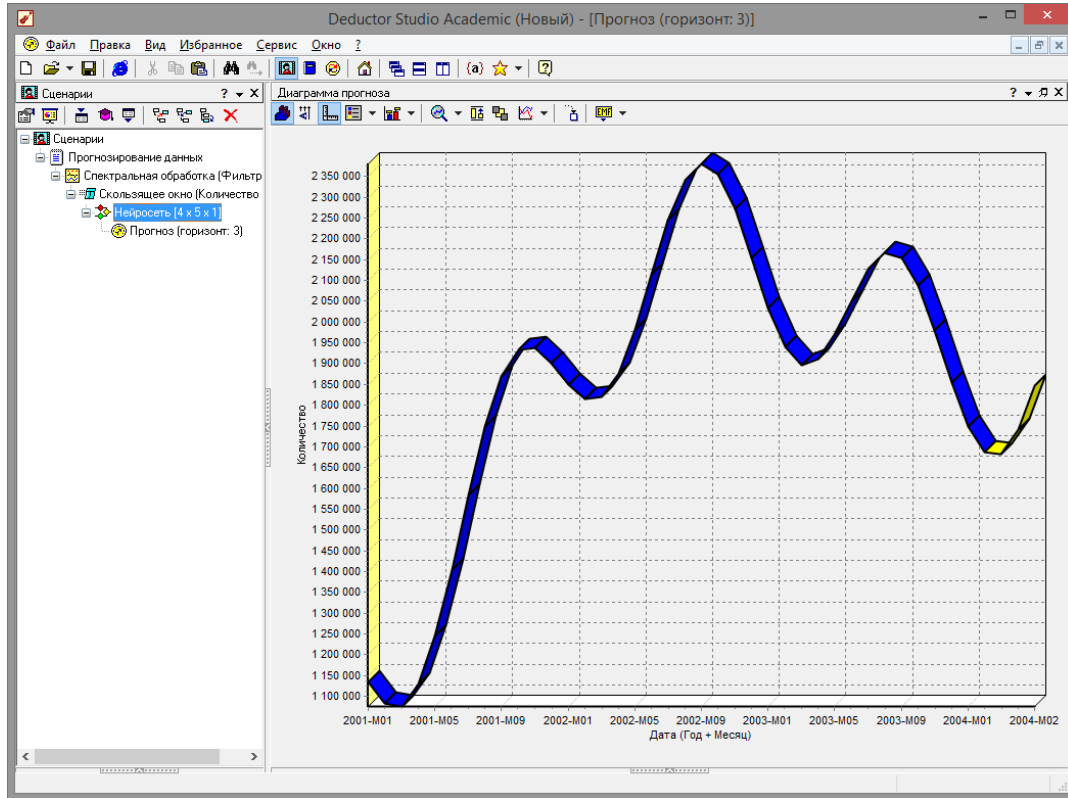 Deductor Studio Academic (Новый) - [Прогноз (горизонт: 3)]
Файл Правка Вид Избранное Сервис Окно ?
Сценарии ? X
Диаграмма прогноза ? X
Сценарии
Прогнозирование данных
Спектральная обработка (Фильтр
Скользящее окно (Количество
Нейросеть [4 x 5 x 1]
Прогноз (горизонт: 3)
{a}
EMF
Количество
2 350 000
2 300 000
2 250 000
2 200 000
2 150 000
2 100 000
2 050 000
2 000 000
1 950 000
1 900 000
1 850 000
1 800 000
1 750 000
1 700 000
1 650 000
1 600 000
1 550 000
1 500 000
1 450 000
1 400 000
1 350 000
1 300 000
1 250 000
1 200 000
1 150 000
1 100 000
2001-M01 2001-M05 2001-M09 2002-M01 2002-M05 2002-M09 2003-M01 2003-M05 2003-M09 2004-M01 2004-M02
Дата (Год + Месяц)